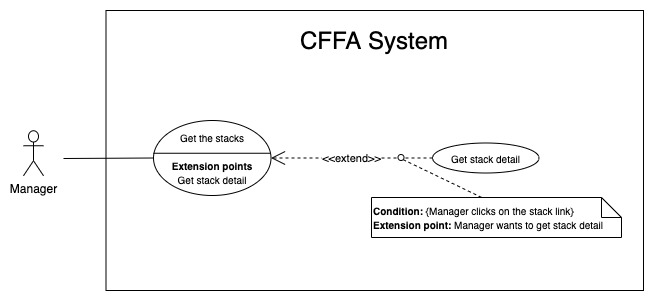 CFFA System
Get the stacks
Extension points
Get stack detail
<<extend>>
Get stack detail
Manager
Condition: {Manager clicks on the stack link}
Extension point: Manager wants to get stack detail